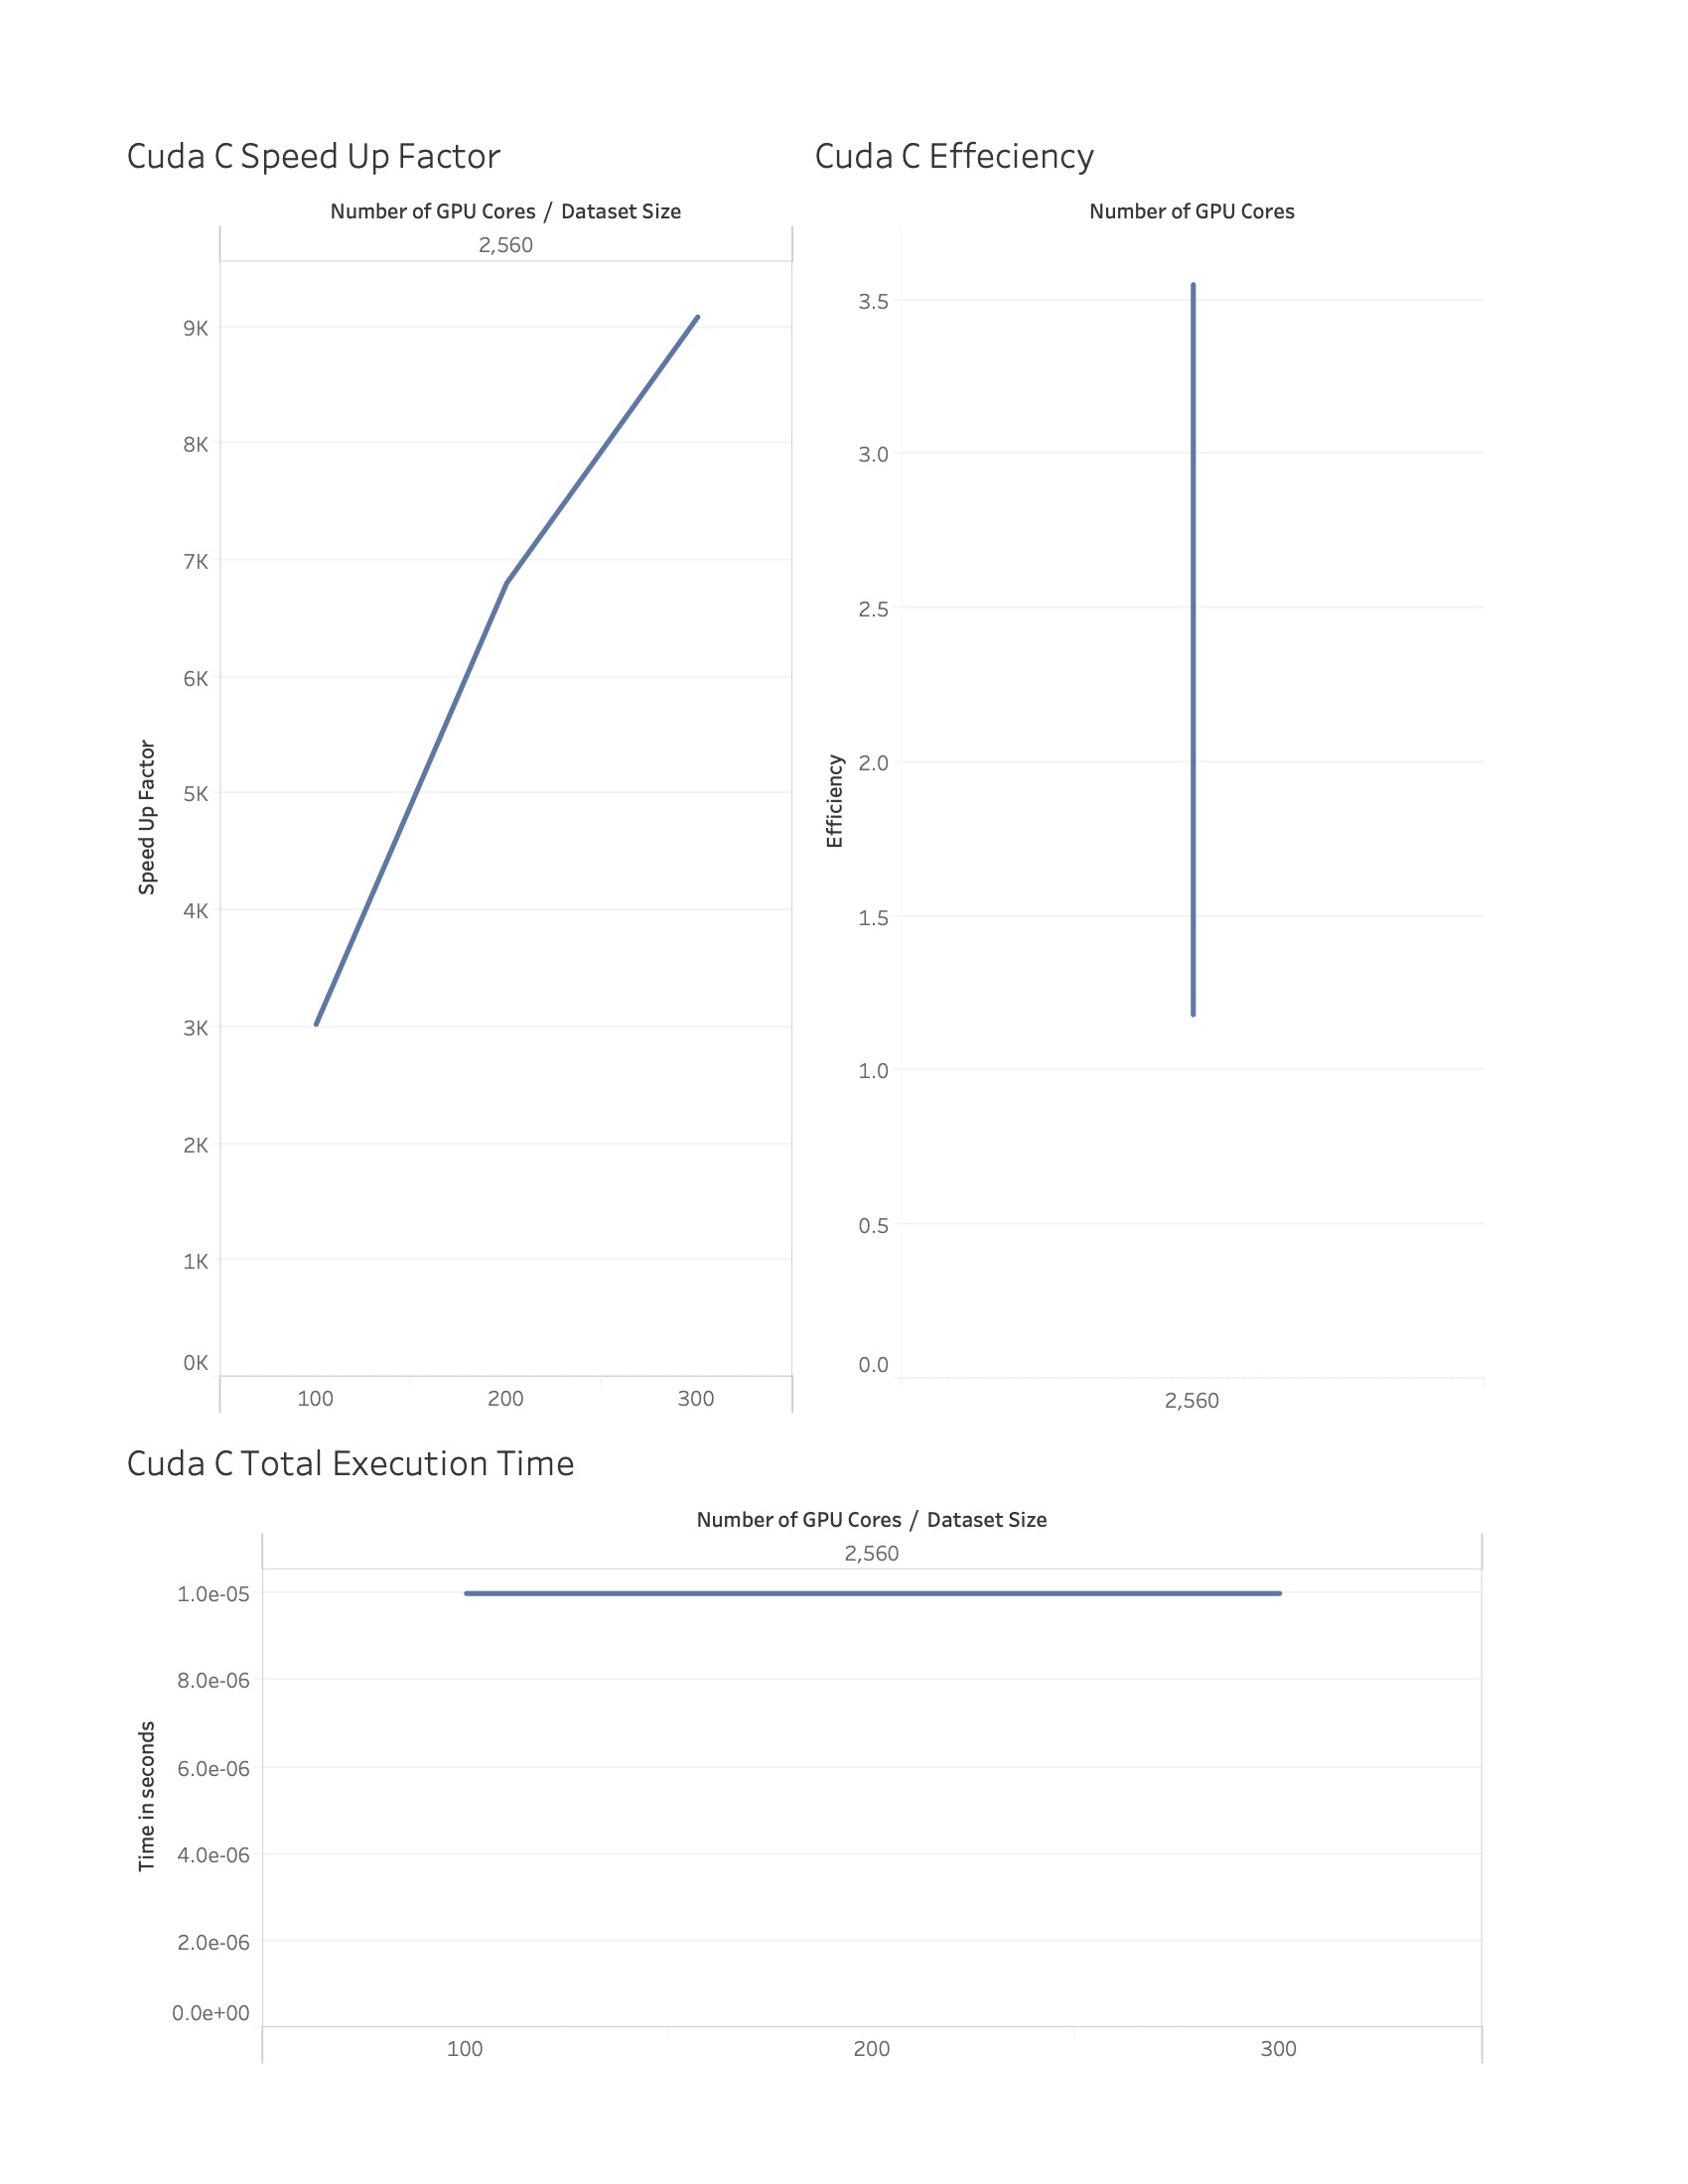 Cuda C Speed Up Factor
Number of GPU Cores / Dataset Size
2,560
9K
8K
7K
6K
5K
4K
3K
2K
1K
0K
Speed Up Factor
100 200 300
Cuda C Effeciency
Number of GPU Cores
3.5
3.0
2.5
2.0
1.5
1.0
0.5
0.0
Efficiency
2,560
Cuda C Total Execution Time
Number of GPU Cores / Dataset Size
2,560
1.0e-05
8.0e-06
6.0e-06
4.0e-06
2.0e-06
0.0e+00
Time in seconds
100 200 300